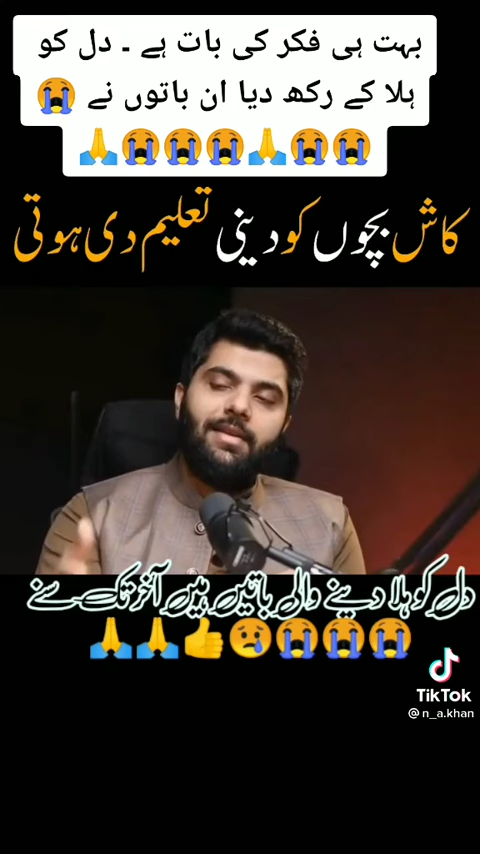 بہت ہی فکر کی بات ہے ۔ دل کو
ہلا کے رکھ دیا ان باتوں نے 😭
😭😭🙏😭😭😭🙏
کاش بچوں کو دینی تعلیم دی ہوتی
دل کو ہلا دینے والی باتیں ہیں آخر تک سنے
😭😭😭😢👍🙏🙏
TikTok
@n_a.khan